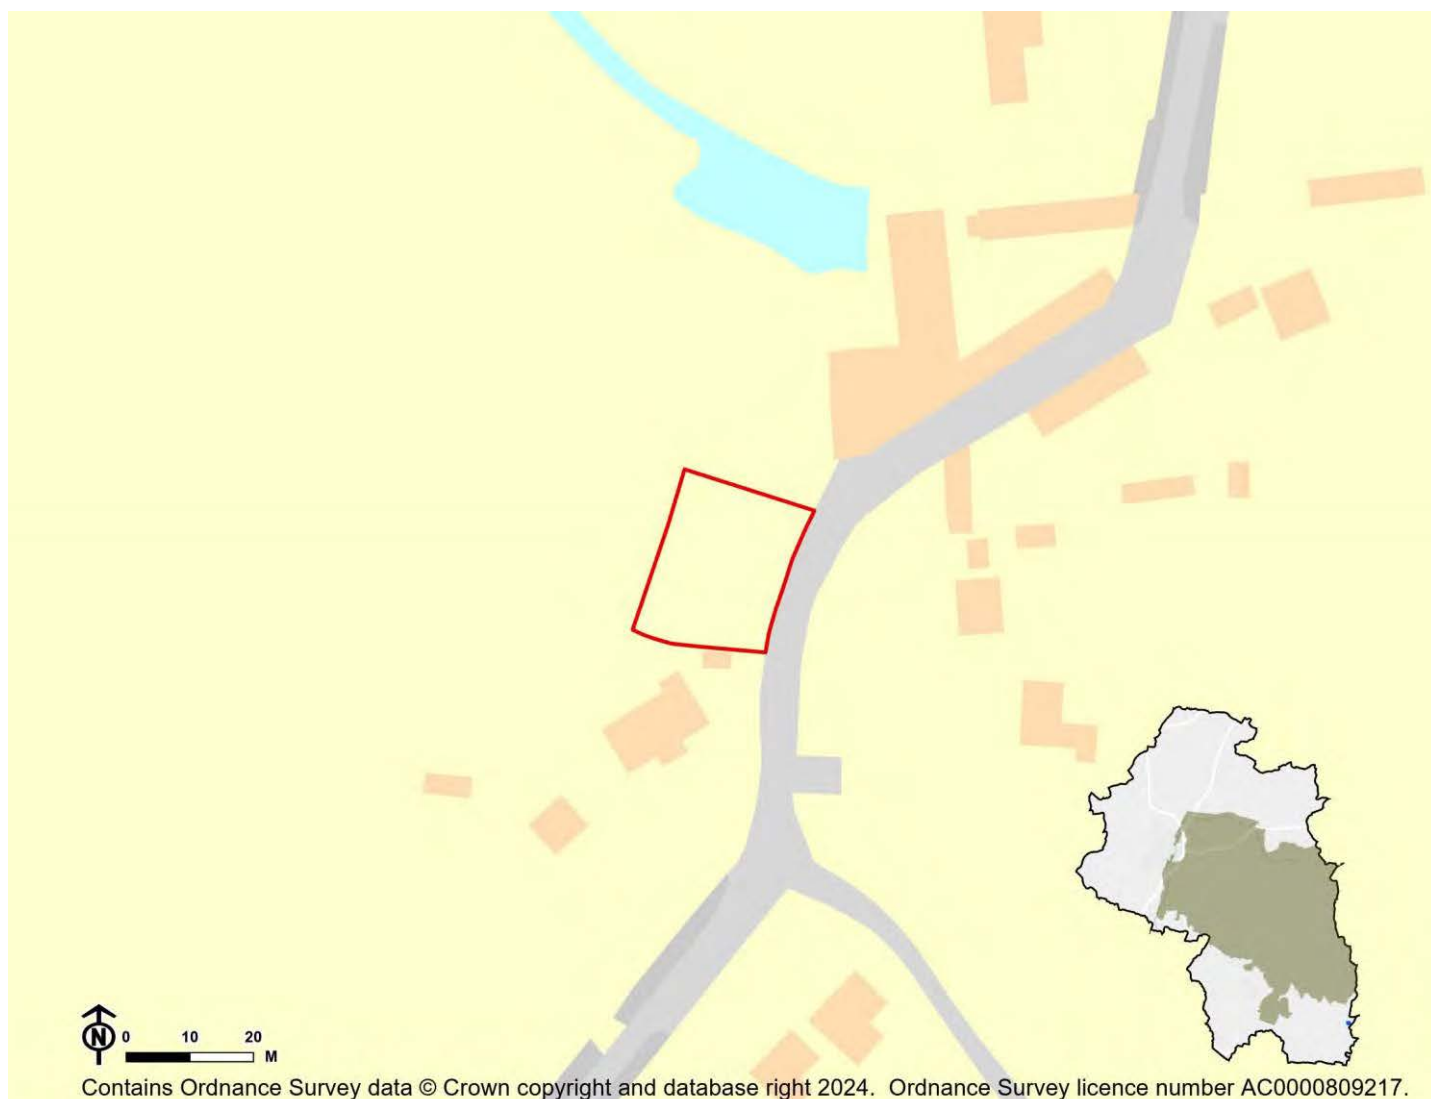 N
0 10 20
M
Contains Ordnance Survey data © Crown copyright and database right 2024. Ordnance Survey licence number AC0000809217.